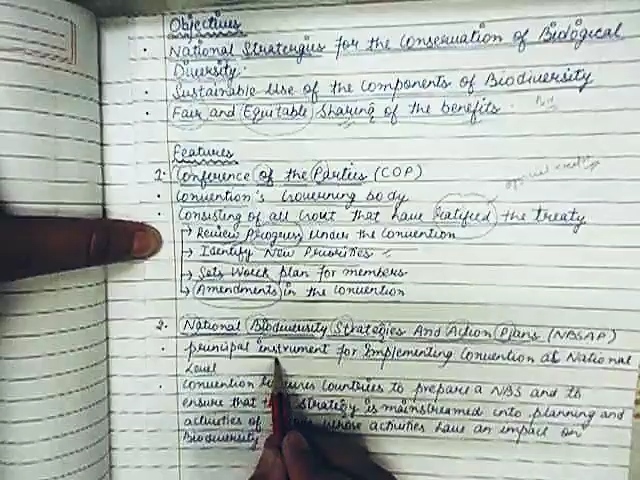 Objectives
· National Strategies for the conservation of Biological
Diversity.
· Sustainable Use of the components of Biodiversity
· Fair and Equitable Sharing of the benefits.
Features
1. Conference of the Parties (COP)
· Convention's Governing body
· Consisting of all Govt that have ratified the treaty
→ Review Progress Under the Convention
→ Identify New Priorities
→ Sets Work plan for members
→ Amendments in the convention
2. National Biodiversity Strategies And Action Plans (NBSAP)
· principal instrument for Implementing Convention at National
Level
· convention countries to prepare a NBS and to
ensure that strategy is mainstreamed into planning and
activities of whose activities have an impact on
Biodiversity